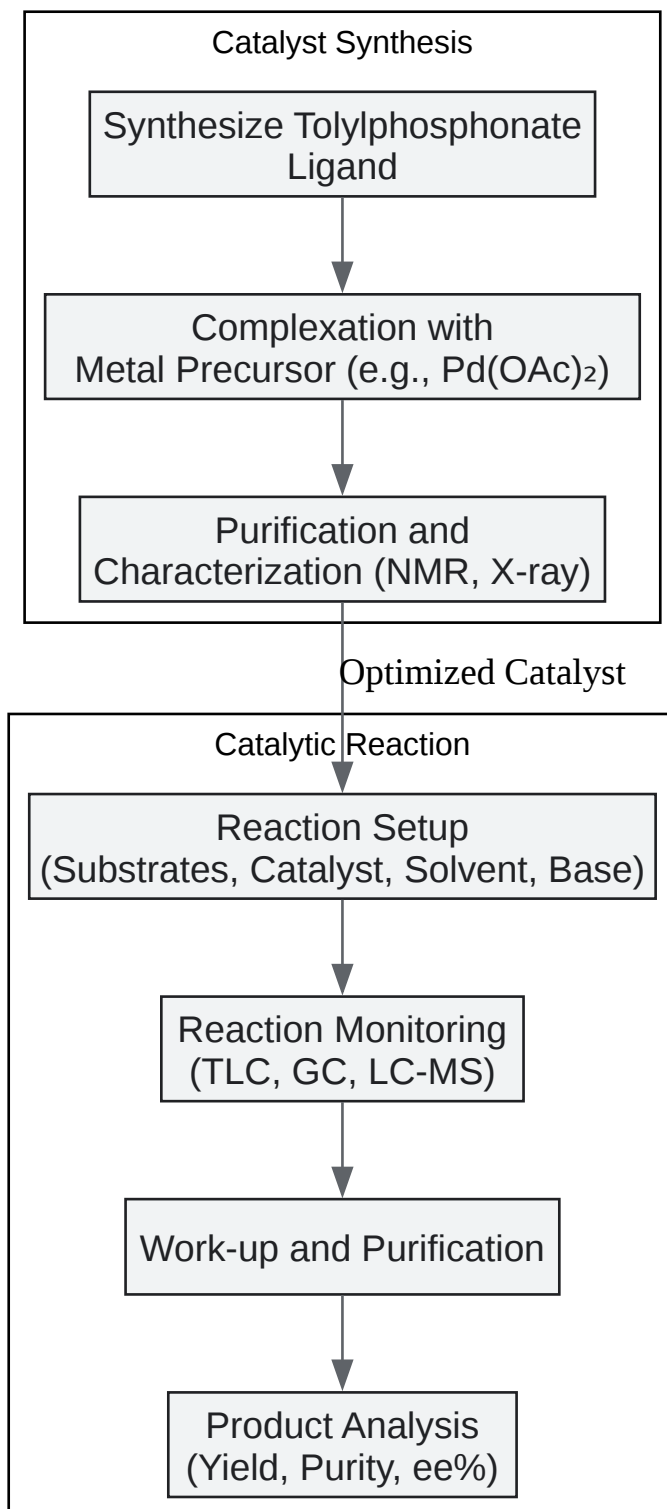 Catalyst Synthesis
Synthesize Tolylphosphonate
Ligand
Complexation with
Metal Precursor (e.g., Pd(OAc)₂)
Purification and
Characterization (NMR, X-ray)
Optimized Catalyst
Catalytic Reaction
Reaction Setup
(Substrates, Catalyst, Solvent, Base)
Reaction Monitoring
(TLC, GC, LC-MS)
Work-up and Purification
Product Analysis
(Yield, Purity, ee%)